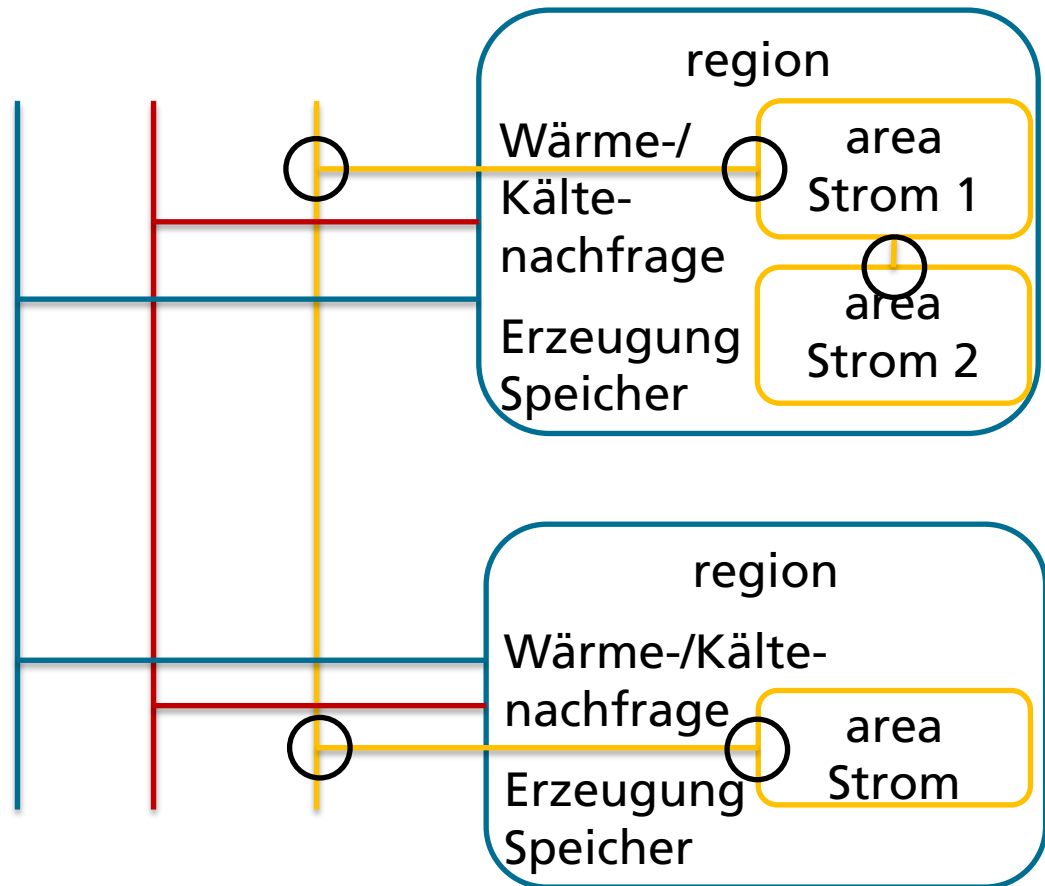 region
Wärme-/
Kälte-
nachfrage
Erzeugung
Speicher
area
Strom 1
area
Strom 2
region
Wärme-/Kälte-
nachfrage
Erzeugung
Speicher
area
Strom